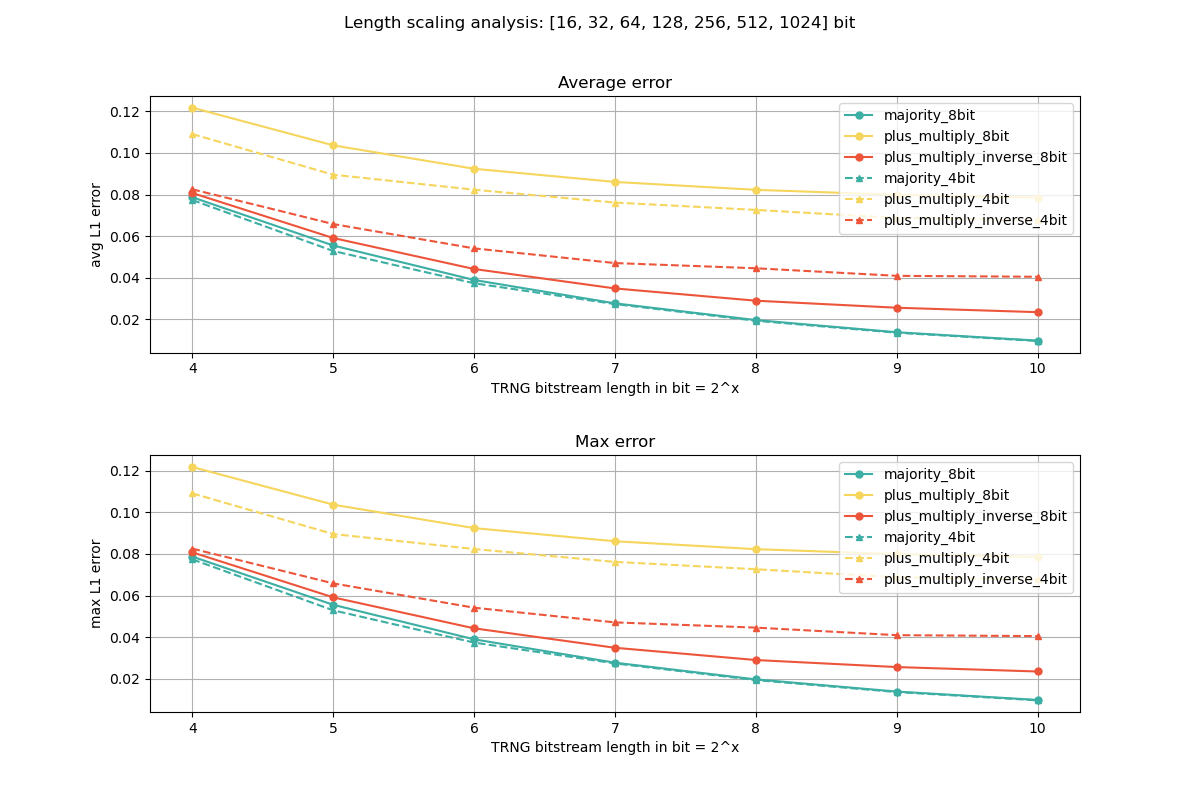 Length scaling analysis: [16, 32, 64, 128, 256, 512, 1024] bit
Average error
avg L1 error
0.12
0.10
0.08
0.06
0.04
0.02
majority_8bit
plus_multiply_8bit
plus_multiply_inverse_8bit
majority_4bit
plus_multiply_4bit
plus_multiply_inverse_4bit
4 5 6 7 8 9 10
TRNG bitstream length in bit = 2^x
Max error
max L1 error
0.12
0.10
0.08
0.06
0.04
0.02
majority_8bit
plus_multiply_8bit
plus_multiply_inverse_8bit
majority_4bit
plus_multiply_4bit
plus_multiply_inverse_4bit
4 5 6 7 8 9 10
TRNG bitstream length in bit = 2^x